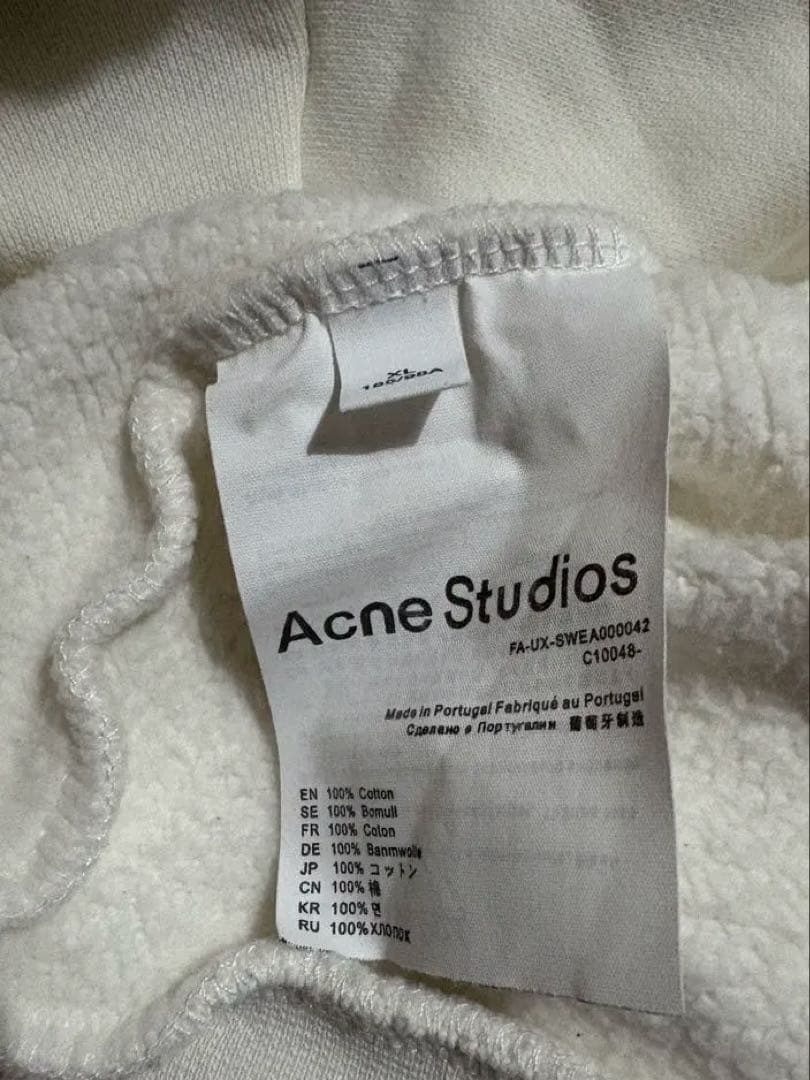 XL
Acne Studios
FA-UX-SWEA000042
C10048-
Made in Portugal Fabriqué au Portugal
Сделано в Португалии 葡萄牙制造
EN 100% Cotton
SE 100% Bomull
FR 100% Coton
DE 100% Banmwolle
JP 100% コットン
CN 100% 棉
KR 100% 면
RU 100% хлопок